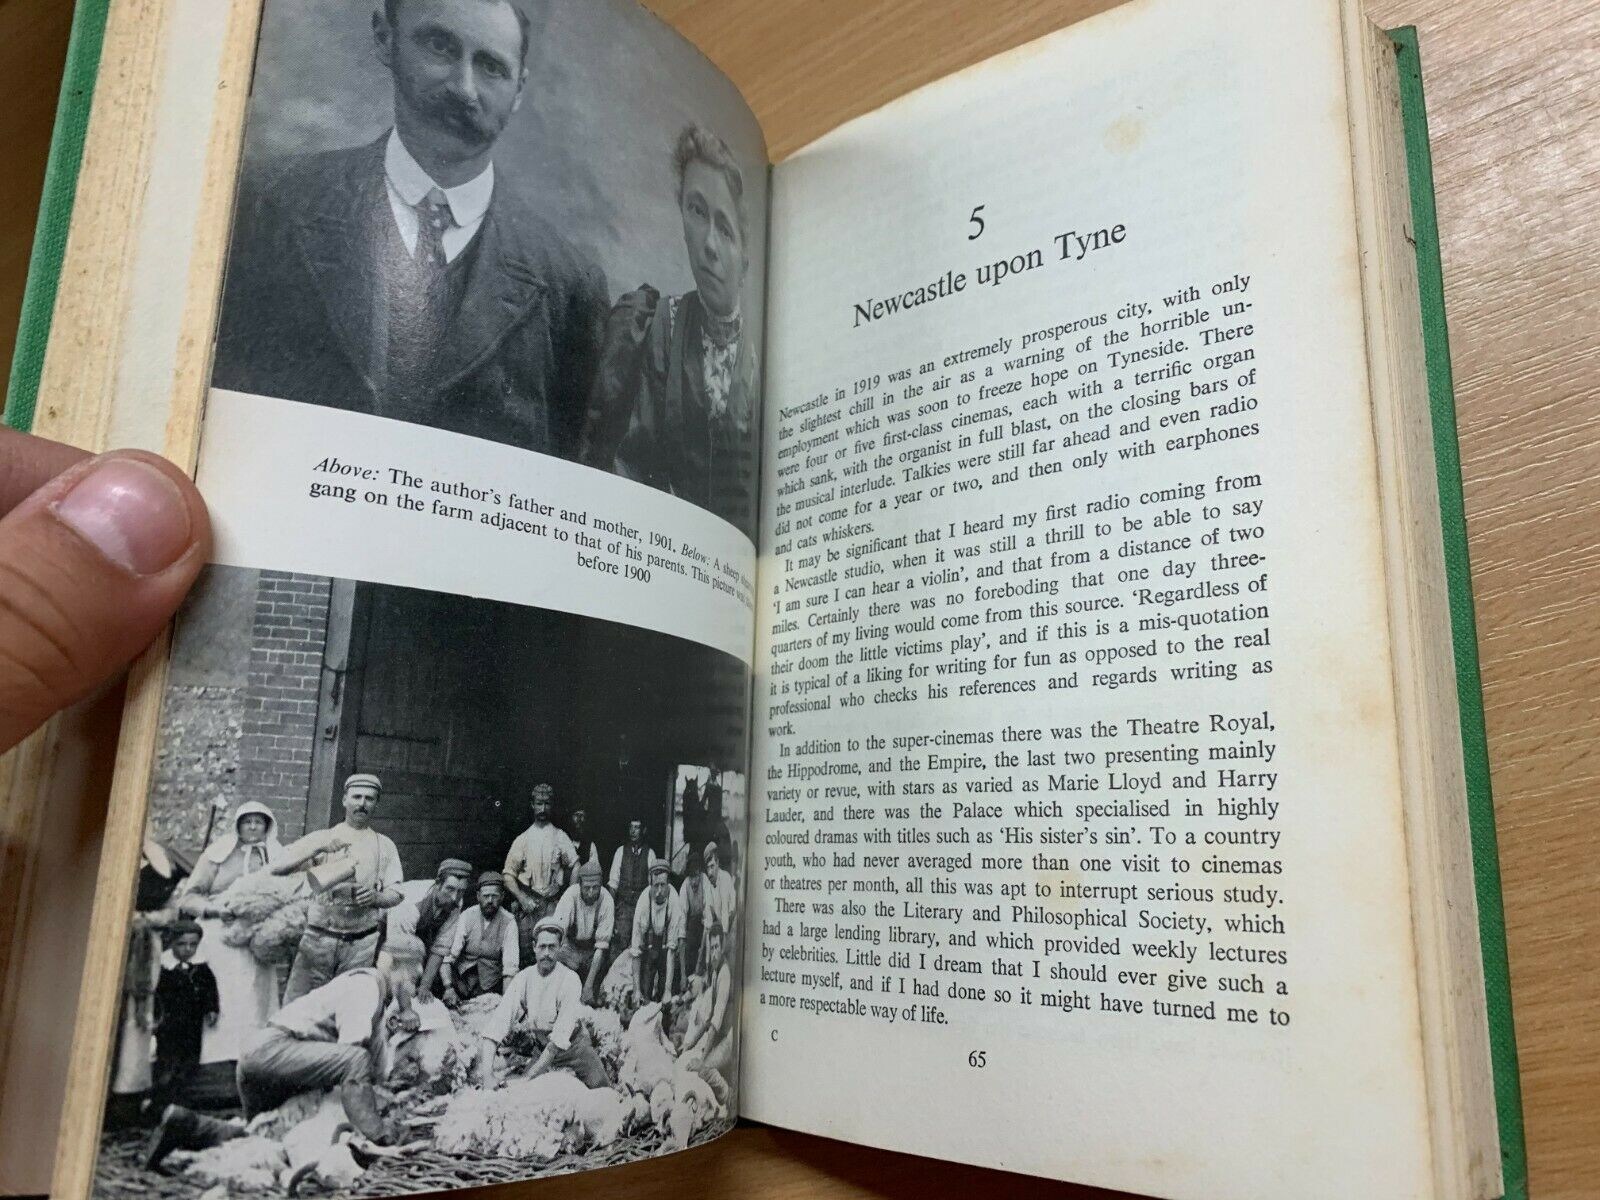 Above: The author's father and mother, 1901. Below: A sheep
gang on the farm adjacent to that of his parents. This picture was
before 1900
5
Newcastle upon Tyne
Newcastle in 1919 was an extremely prosperous city, with only
the slightest chill in the air as a warning of the horrible un-
employment which was soon to freeze hope on Tyneside. There
were four or five first-class cinemas, each with a terrific organ
which sank, with the organist in full blast, on the closing bars of
the musical interlude. Talkies were still far ahead and even radio
did not come for a year or two, and then only with earphones
and cats whiskers.
It may be significant that I heard my first radio coming from
a Newcastle studio, when it was still a thrill to be able to say
'I am sure I can hear a violin', and that from a distance of two
miles. Certainly there was no foreboding that one day three-
quarters of my living would come from this source. 'Regardless of
their doom the little victims play', and if this is a mis-quotation
it is typical of a liking for writing for fun as opposed to the real
professional who checks his references and regards writing as
work.
In addition to the super-cinemas there was the Theatre Royal,
the Hippodrome, and the Empire, the last two presenting mainly
variety or revue, with stars as varied as Marie Lloyd and Harry
Lauder, and there was the Palace which specialised in highly
coloured dramas with titles such as 'His sister's sin'. To a country
youth, who had never averaged more than one visit to cinemas
or theatres per month, all this was apt to interrupt serious study.
There was also the Literary and Philosophical Society, which
had a large lending library, and which provided weekly lectures
by celebrities. Little did I dream that I should ever give such a
lecture myself, and if I had done so it might have turned me to
a more respectable way of life.
C
65